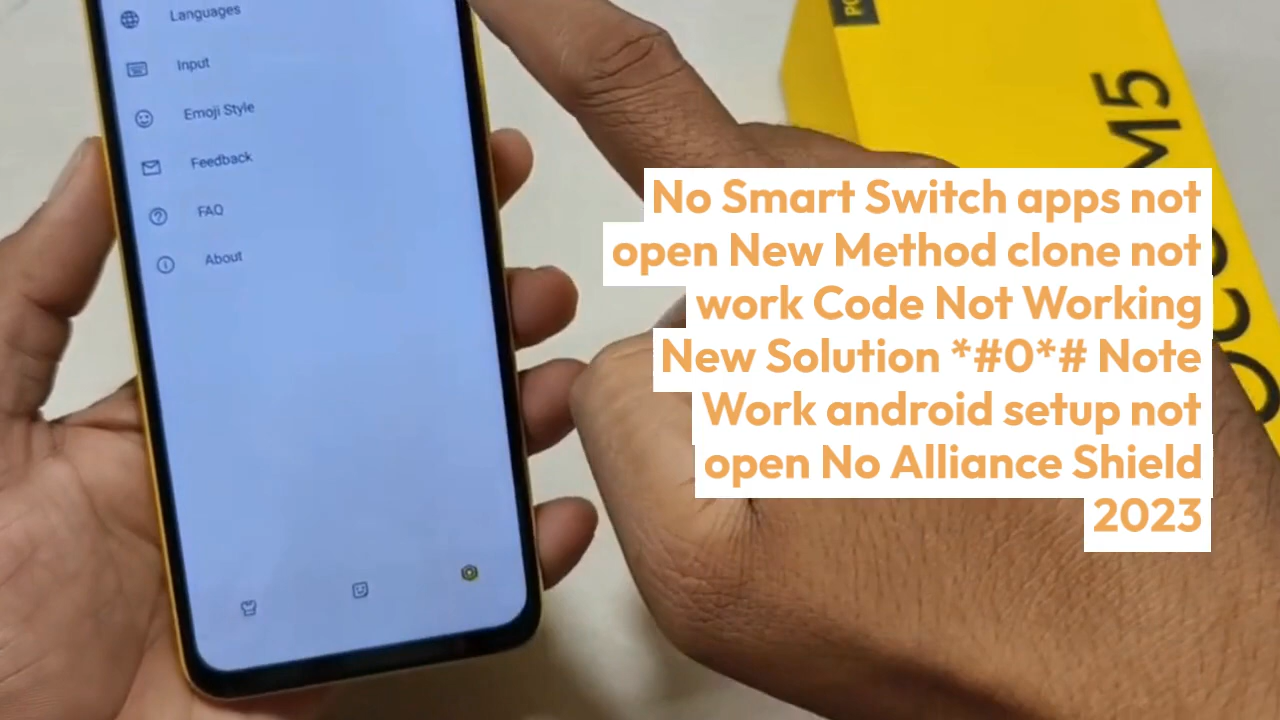 Languages
Input
Emoji Style
Feedback
FAQ
About
No Smart Switch apps not
open New Method clone not
work Code Not Working
New Solution *#0*# Note
Work android setup not
open No Alliance Shield
2023
M5